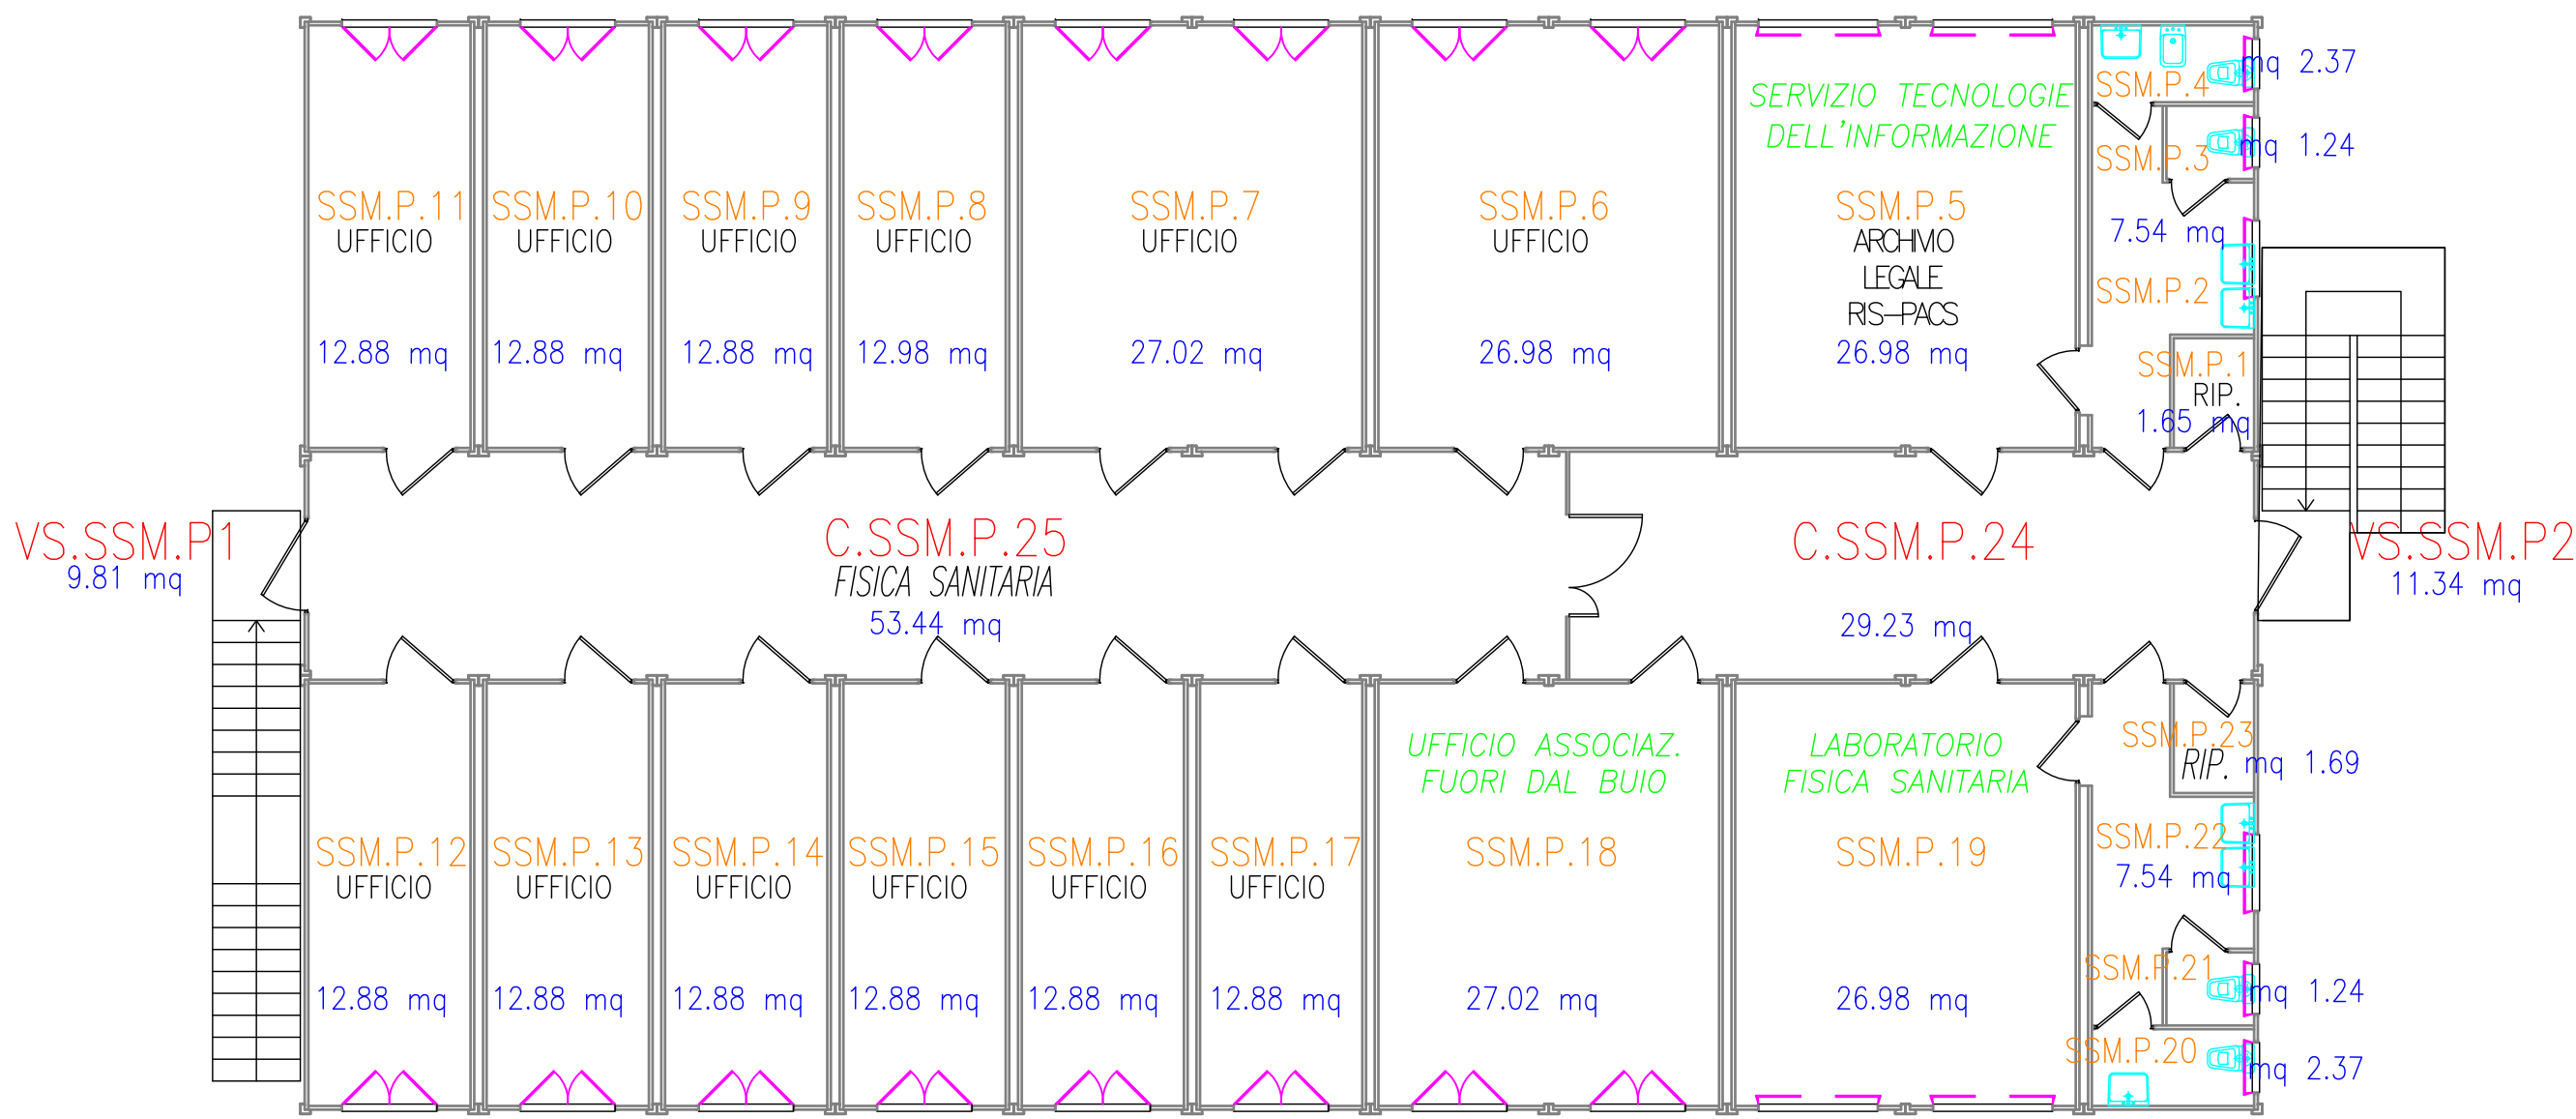 mq 2.37
SSM.P.4
SERVIZIO TECNOLOGIE
DELL'INFORMAZIONE
mq 1.24
SSM.P.3
SSM.P.11
UFFICIO
SSM.P.10
UFFICIO
SSM.P.9
UFFICIO
SSM.P.8
UFFICIO
SSM.P.7
UFFICIO
SSM.P.6
UFFICIO
SSM.P.5
ARCHIVIO
LEGALE
RIS-PACS
7.54 mq
SSM.P.2
12.88 mq
12.88 mq
12.88 mq
12.98 mq
27.02 mq
26.98 mq
26.98 mq
SSM.P.1
RIP.
1.65 mq
VS.SSM.P1
9.81 mq
C.SSM.P.25
FISICA SANITARIA
53.44 mq
C.SSM.P.24
29.23 mq
VS.SSM.P2
11.34 mq
UFFICIO ASSOCIAZ.
FUORI DAL BUIO
LABORATORIO
FISICA SANITARIA
SSM.P.23
RIP.
mq 1.69
SSM.P.12
UFFICIO
SSM.P.13
UFFICIO
SSM.P.14
UFFICIO
SSM.P.15
UFFICIO
SSM.P.16
UFFICIO
SSM.P.17
UFFICIO
SSM.P.18
SSM.P.19
SSM.P.22
7.54 mq
SSM.P.21
mq 1.24
12.88 mq
12.88 mq
12.88 mq
12.88 mq
12.88 mq
12.88 mq
27.02 mq
26.98 mq
SSM.P.20
mq 2.37